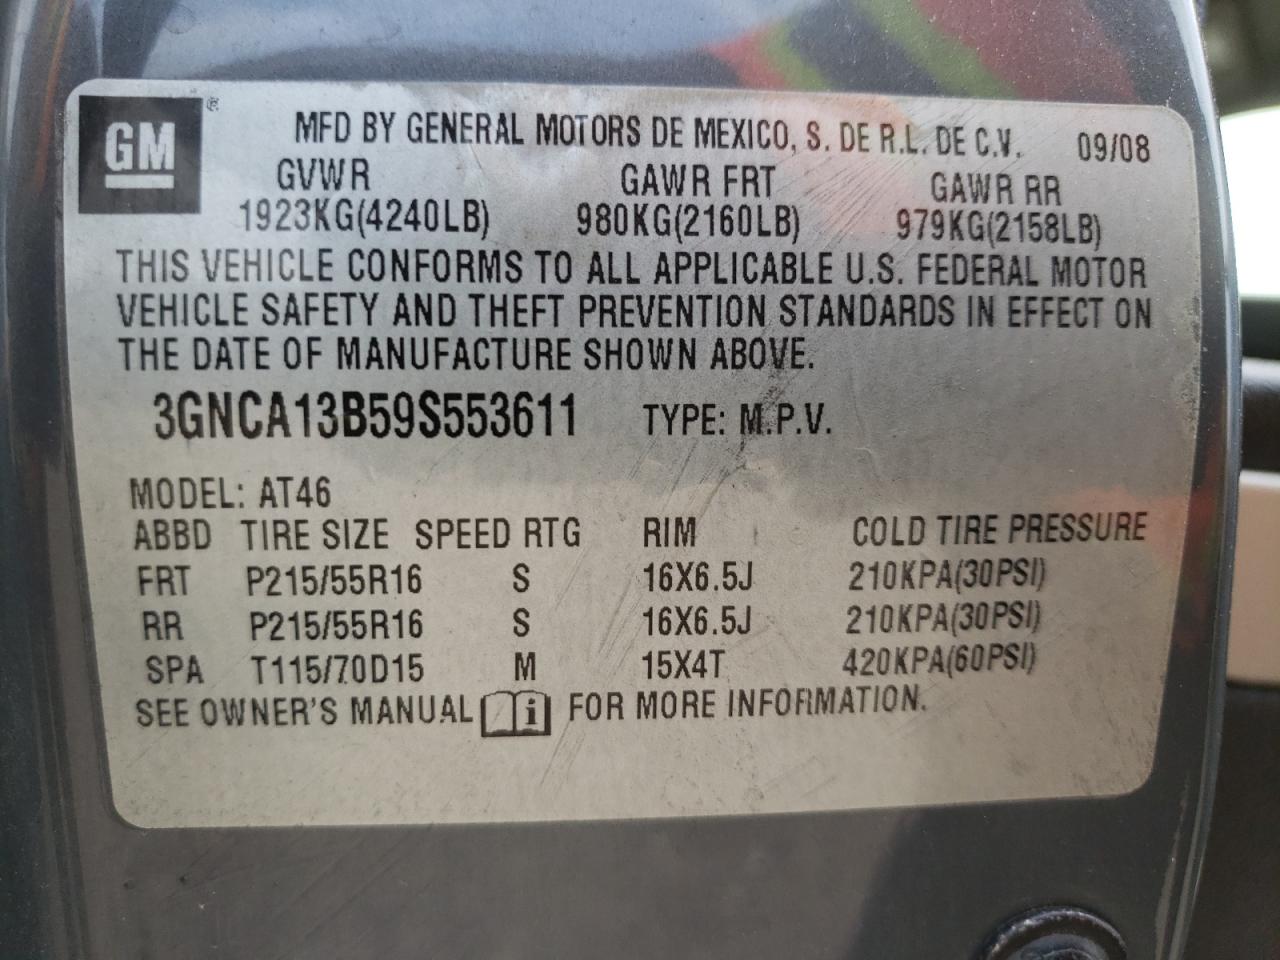 GM ®
MFD BY GENERAL MOTORS DE MEXICO, S. DE R.L. DE C.V. 09/08
GVWR GAWR FRT GAWR RR
1923KG(4240LB) 980KG(2160LB) 979KG(2158LB)
THIS VEHICLE CONFORMS TO ALL APPLICABLE U.S. FEDERAL MOTOR
VEHICLE SAFETY AND THEFT PREVENTION STANDARDS IN EFFECT ON
THE DATE OF MANUFACTURE SHOWN ABOVE.
3GNCA13B59S553611 TYPE: M.P.V.
MODEL: AT46
ABBD TIRE SIZE SPEED RTG RIM COLD TIRE PRESSURE
FRT P215/55R16 S 16X6.5J 210KPA(30PSI)
RR P215/55R16 S 16X6.5J 210KPA(30PSI)
SPA T115/70D15 M 15X4T 420KPA(60PSI)
SEE OWNER'S MANUAL i FOR MORE INFORMATION.